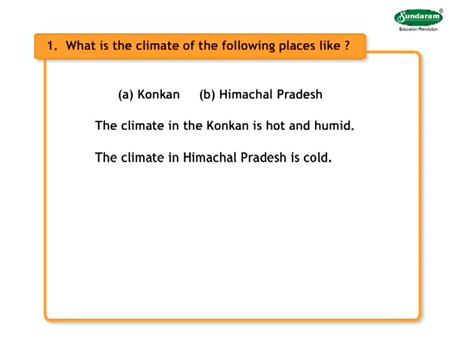 Sundaram®
Education Revolution
1. What is the climate of the following places like ?
(a) Konkan (b) Himachal Pradesh
The climate in the Konkan is hot and humid.
The climate in Himachal Pradesh is cold.